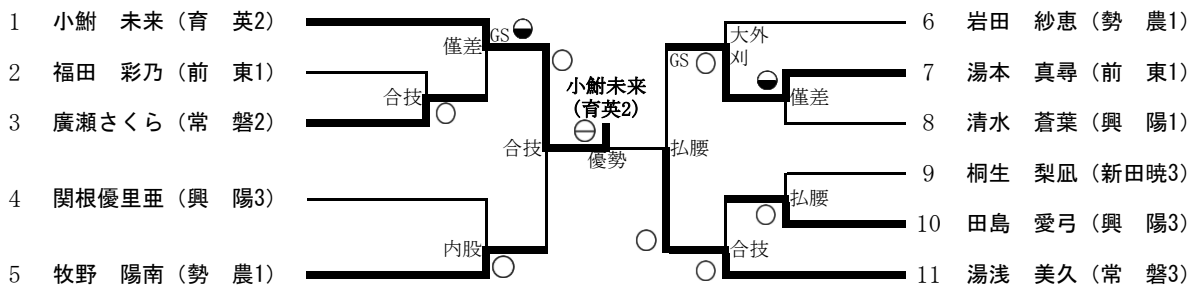 1 小鮒　未来（育　英2）
2 福田　彩乃（前　東1）
3 廣瀬さくら（常　磐2）
4 関根優里亜（興　陽3）
5 牧野　陽南（勢　農1）
僅差
GS
合技
合技
内股
小鮒未来
(育英2)
優勢
払腰
GS
大外
刈
僅差
払腰
合技
6 岩田　紗恵（勢　農1）
7 湯本　真尋（前　東1）
8 清水　蒼葉（興　陽1）
9 桐生　梨凪（新田暁3）
10 田島　愛弓（興　陽3）
11 湯浅　美久（常　磐3）